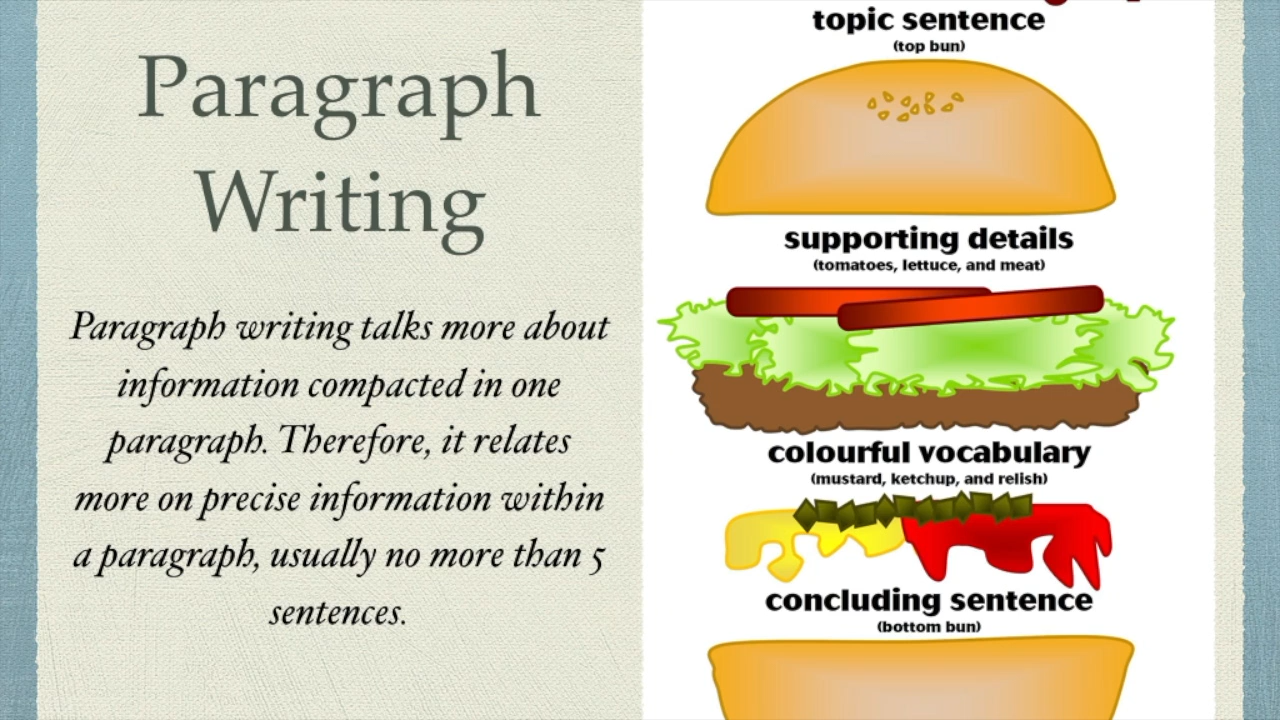 Paragraph
Writing
Paragraph writing talks more about
information compacted in one
paragraph. Therefore, it relates
more on precise information within
a paragraph, usually no more than 5
sentences.
topic sentence
(top bun)
supporting details
(tomatoes, lettuce, and meat)
colourful vocabulary
(mustard, ketchup, and relish)
concluding sentence
(bottom bun)